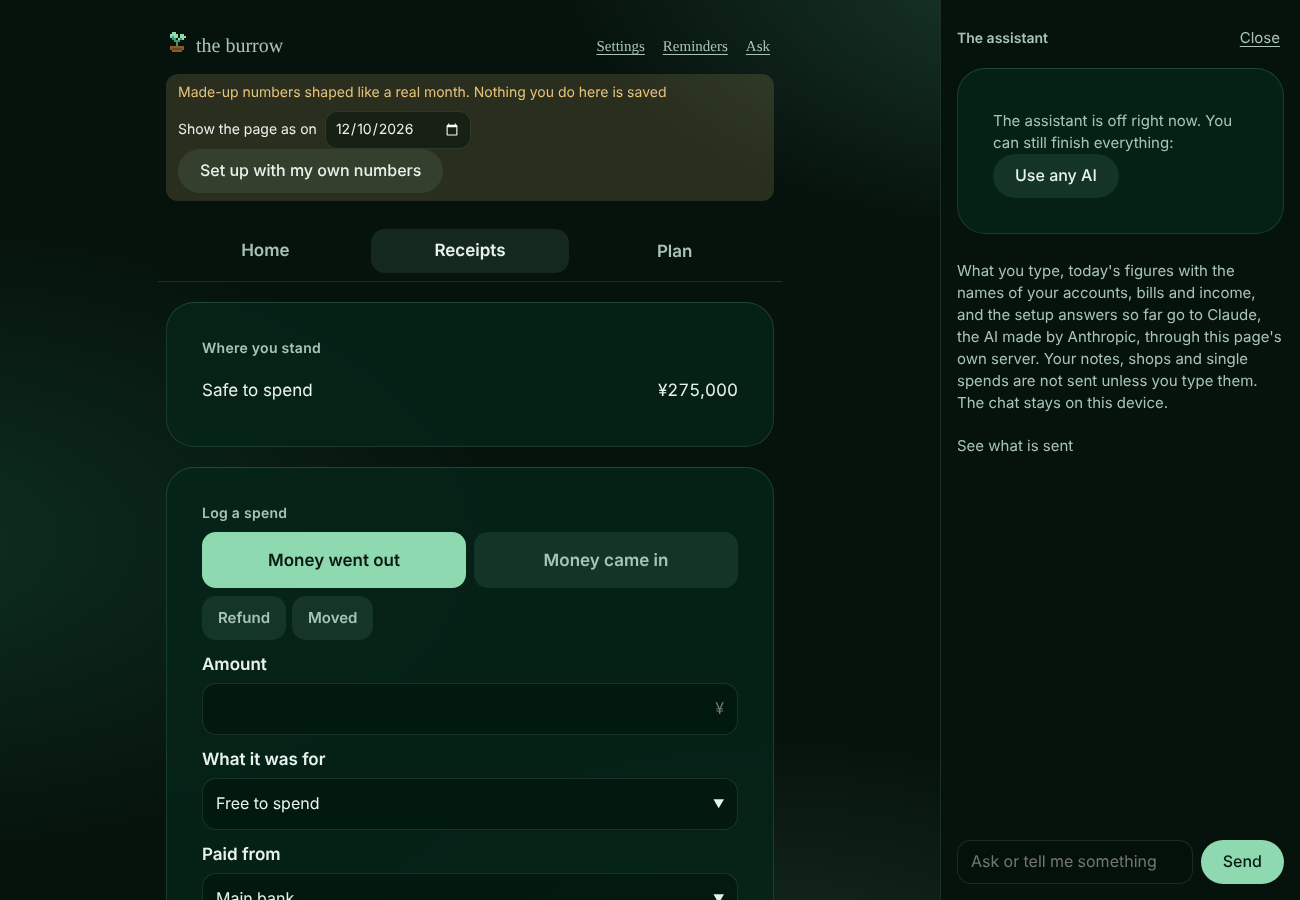 the burrow
Settings Reminders Ask
Made-up numbers shaped like a real month. Nothing you do here is saved
Show the page as on 12/10/2026
Set up with my own numbers
Home Receipts Plan
Where you stand
Safe to spend ¥275,000
Log a spend
Money went out Money came in
Refund Moved
Amount
¥
What it was for
Free to spend
Paid from
Main bank
The assistant Close
The assistant is off right now. You
can still finish everything:
Use any AI
What you type, today's figures with the
names of your accounts, bills and income,
and the setup answers so far go to Claude,
the AI made by Anthropic, through this page's
own server. Your notes, shops and single
spends are not sent unless you type them.
The chat stays on this device.
See what is sent
Ask or tell me something Send